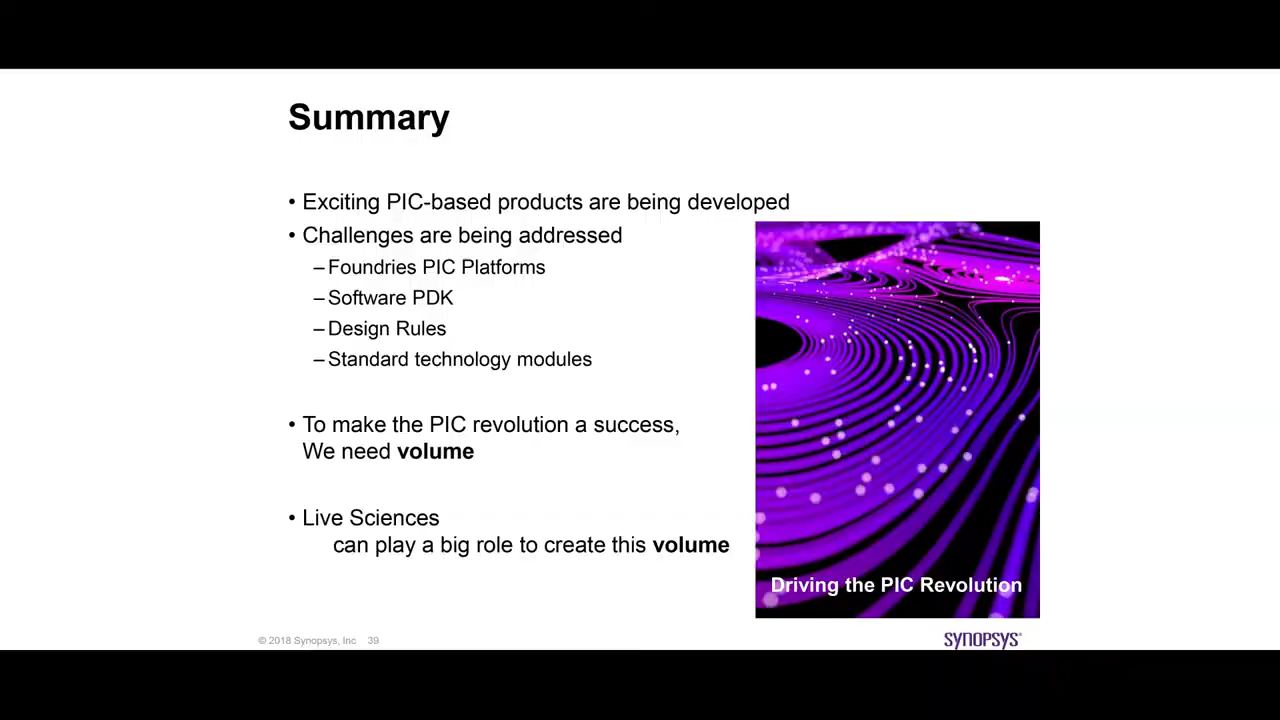 Summary
• Exciting PIC-based products are being developed
• Challenges are being addressed
–Foundries PIC Platforms
–Software PDK
–Design Rules
–Standard technology modules
• To make the PIC revolution a success,
We need volume
• Live Sciences
can play a big role to create this volume
Driving the PIC Revolution
© 2018 Synopsys, Inc 39
SYNOPSYS®